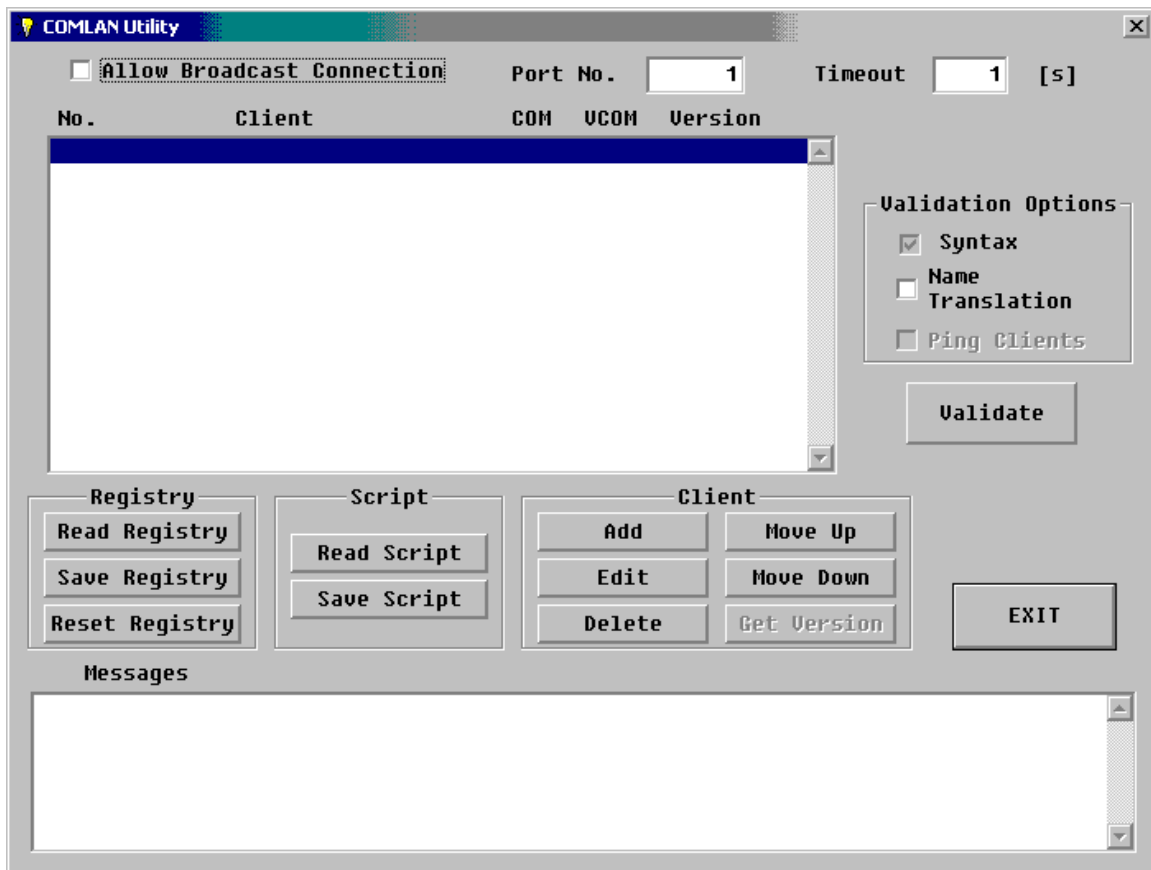 COMLAN Utility
Allow Broadcast Connection Port No. 1 Timeout 1 [s]
No. Client COM VCOM Version
Validation Options
Syntax
Name
Translation
Ping Clients
Validate
Registry Script Client
Read Registry Read Script Add Move Up
Save Registry Save Script Edit Move Down
Reset Registry Delete Get Version
EXIT
Messages